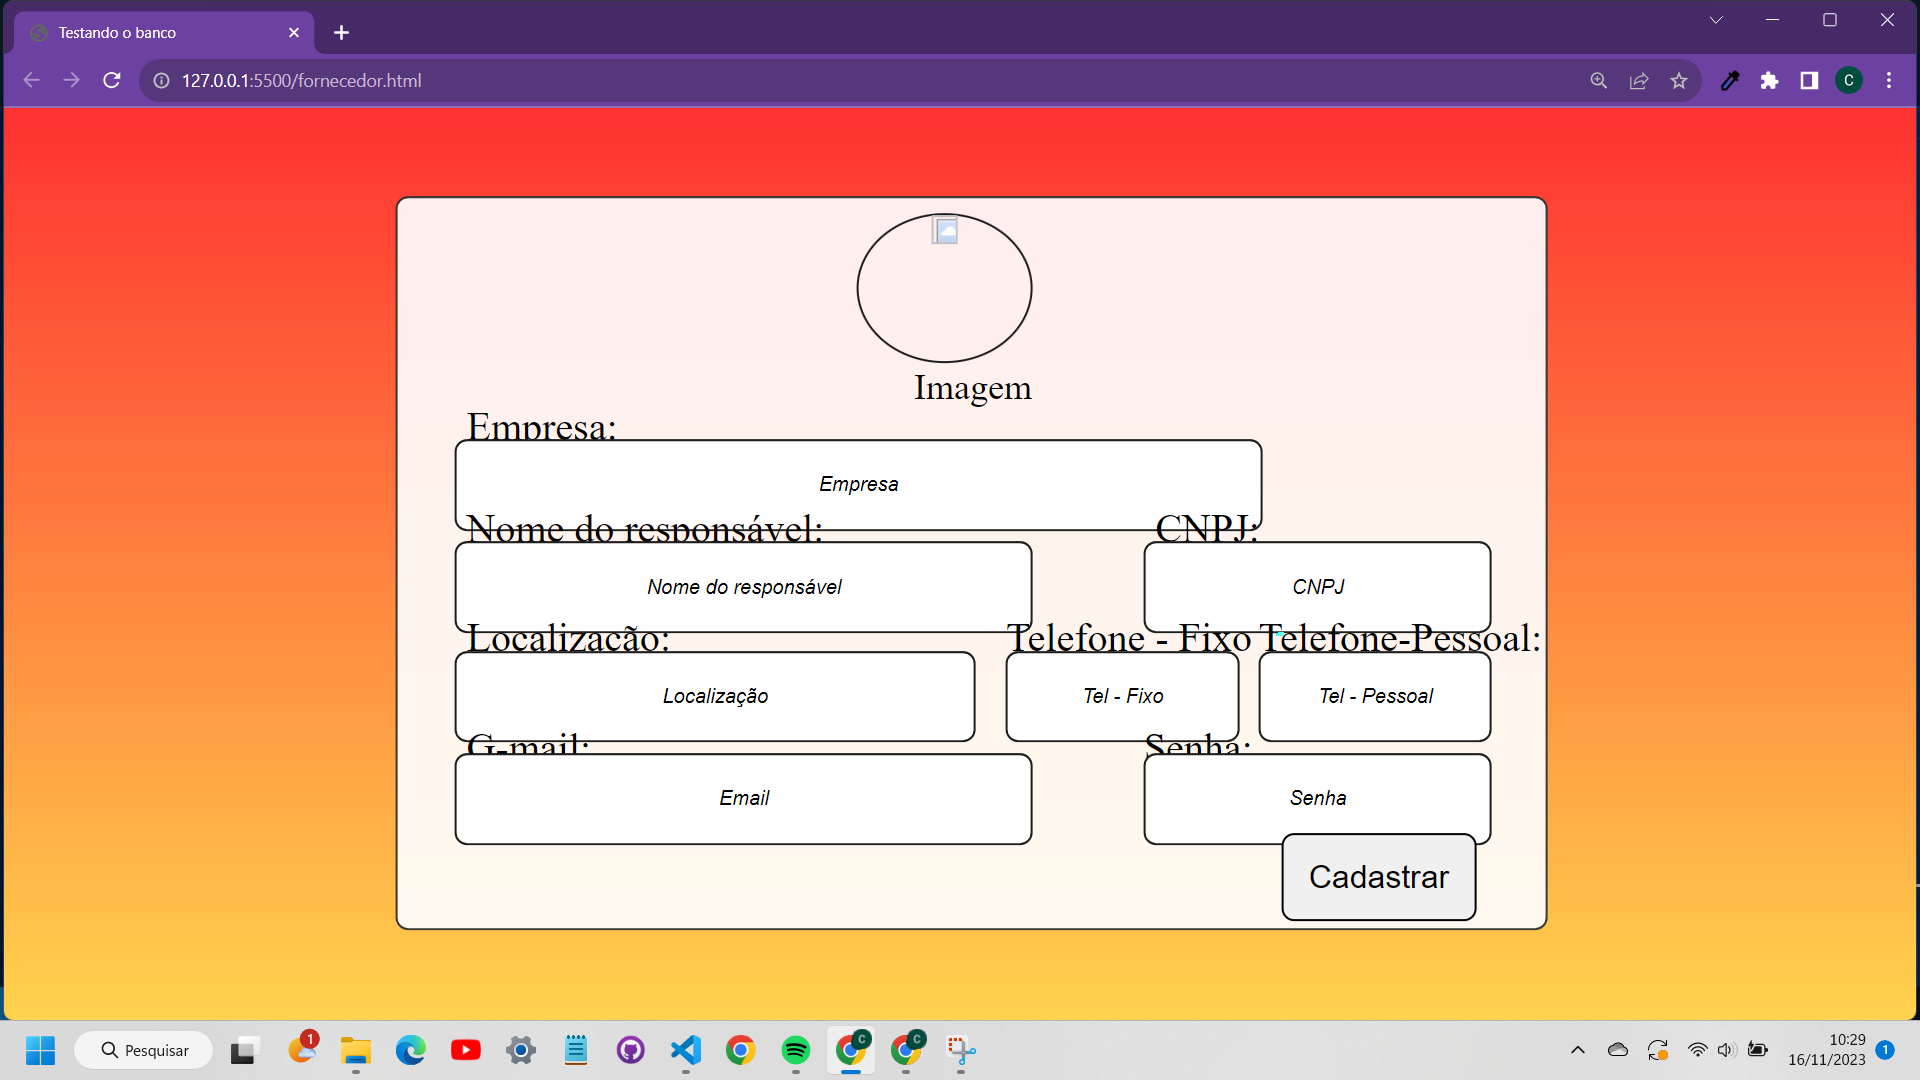 Testando o banco
127.0.0.1:5500/fornecedor.html
C
Imagem
Empresa:
Empresa
Nome do responsável:
CNPJ:
Nome do responsável
CNPJ
Localização:
Telefone - Fixo
Telefone-Pessoal:
Localização
Tel - Fixo
Tel - Pessoal
G-mail:
Senha:
Email
Senha
Cadastrar
Pesquisar
1
C
C
10:29
16/11/2023
1